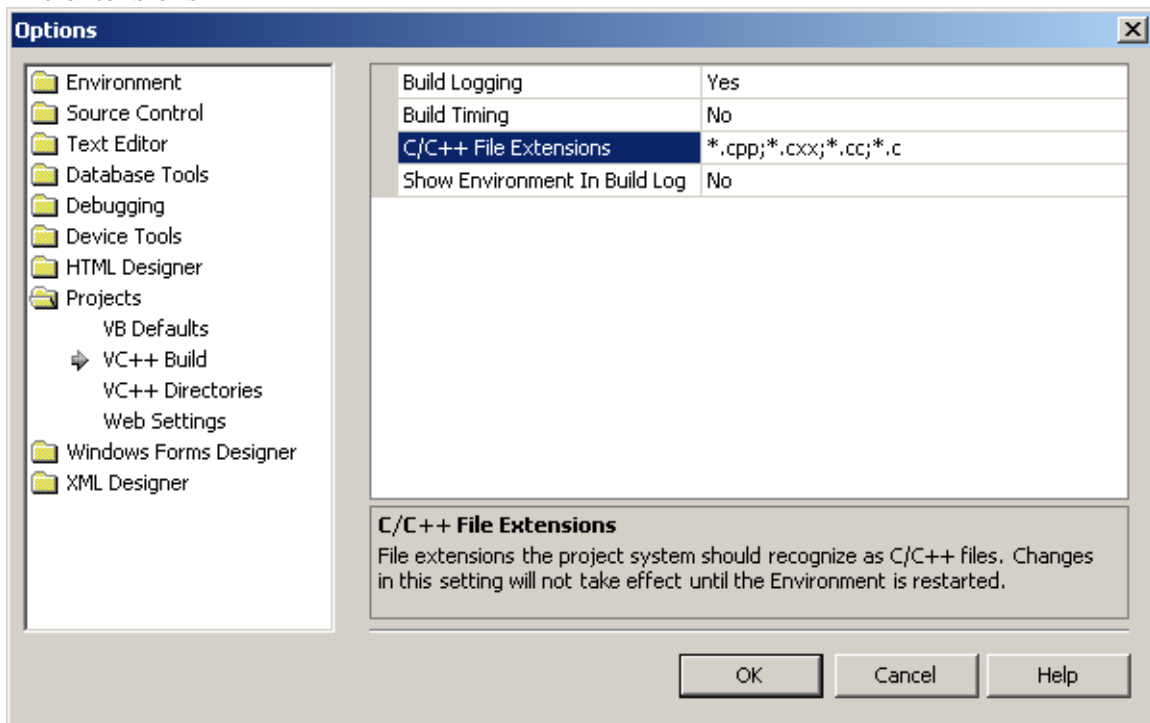 Options
Environment
Source Control
Text Editor
Database Tools
Debugging
Device Tools
HTML Designer
Projects
VB Defaults
VC++ Build
VC++ Directories
Web Settings
Windows Forms Designer
XML Designer
Build Logging Yes
Build Timing No
C/C++ File Extensions *.cpp;*.cxx;*.cc;*.c
Show Environment In Build Log No
C/C++ File Extensions
File extensions the project system should recognize as C/C++ files. Changes
in this setting will not take effect until the Environment is restarted.
OK Cancel Help